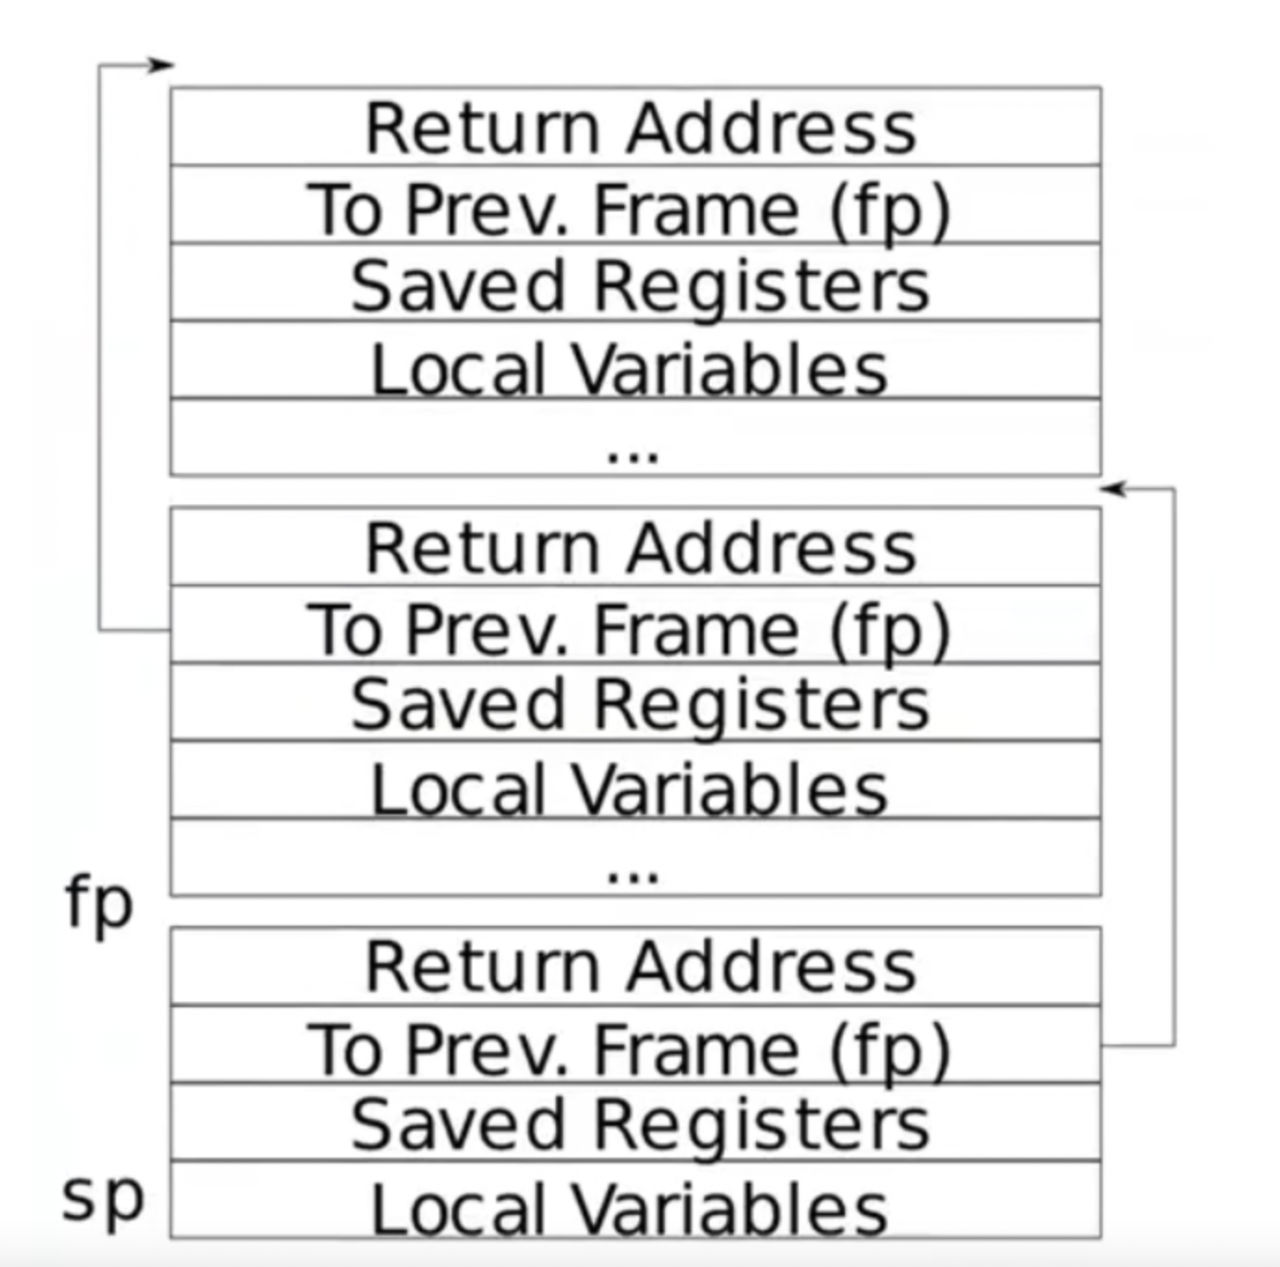 Return Address
To Prev. Frame (fp)
Saved Registers
Local Variables
...
Return Address
To Prev. Frame (fp)
Saved Registers
Local Variables
...
fp
Return Address
To Prev. Frame (fp)
Saved Registers
sp
Local Variables